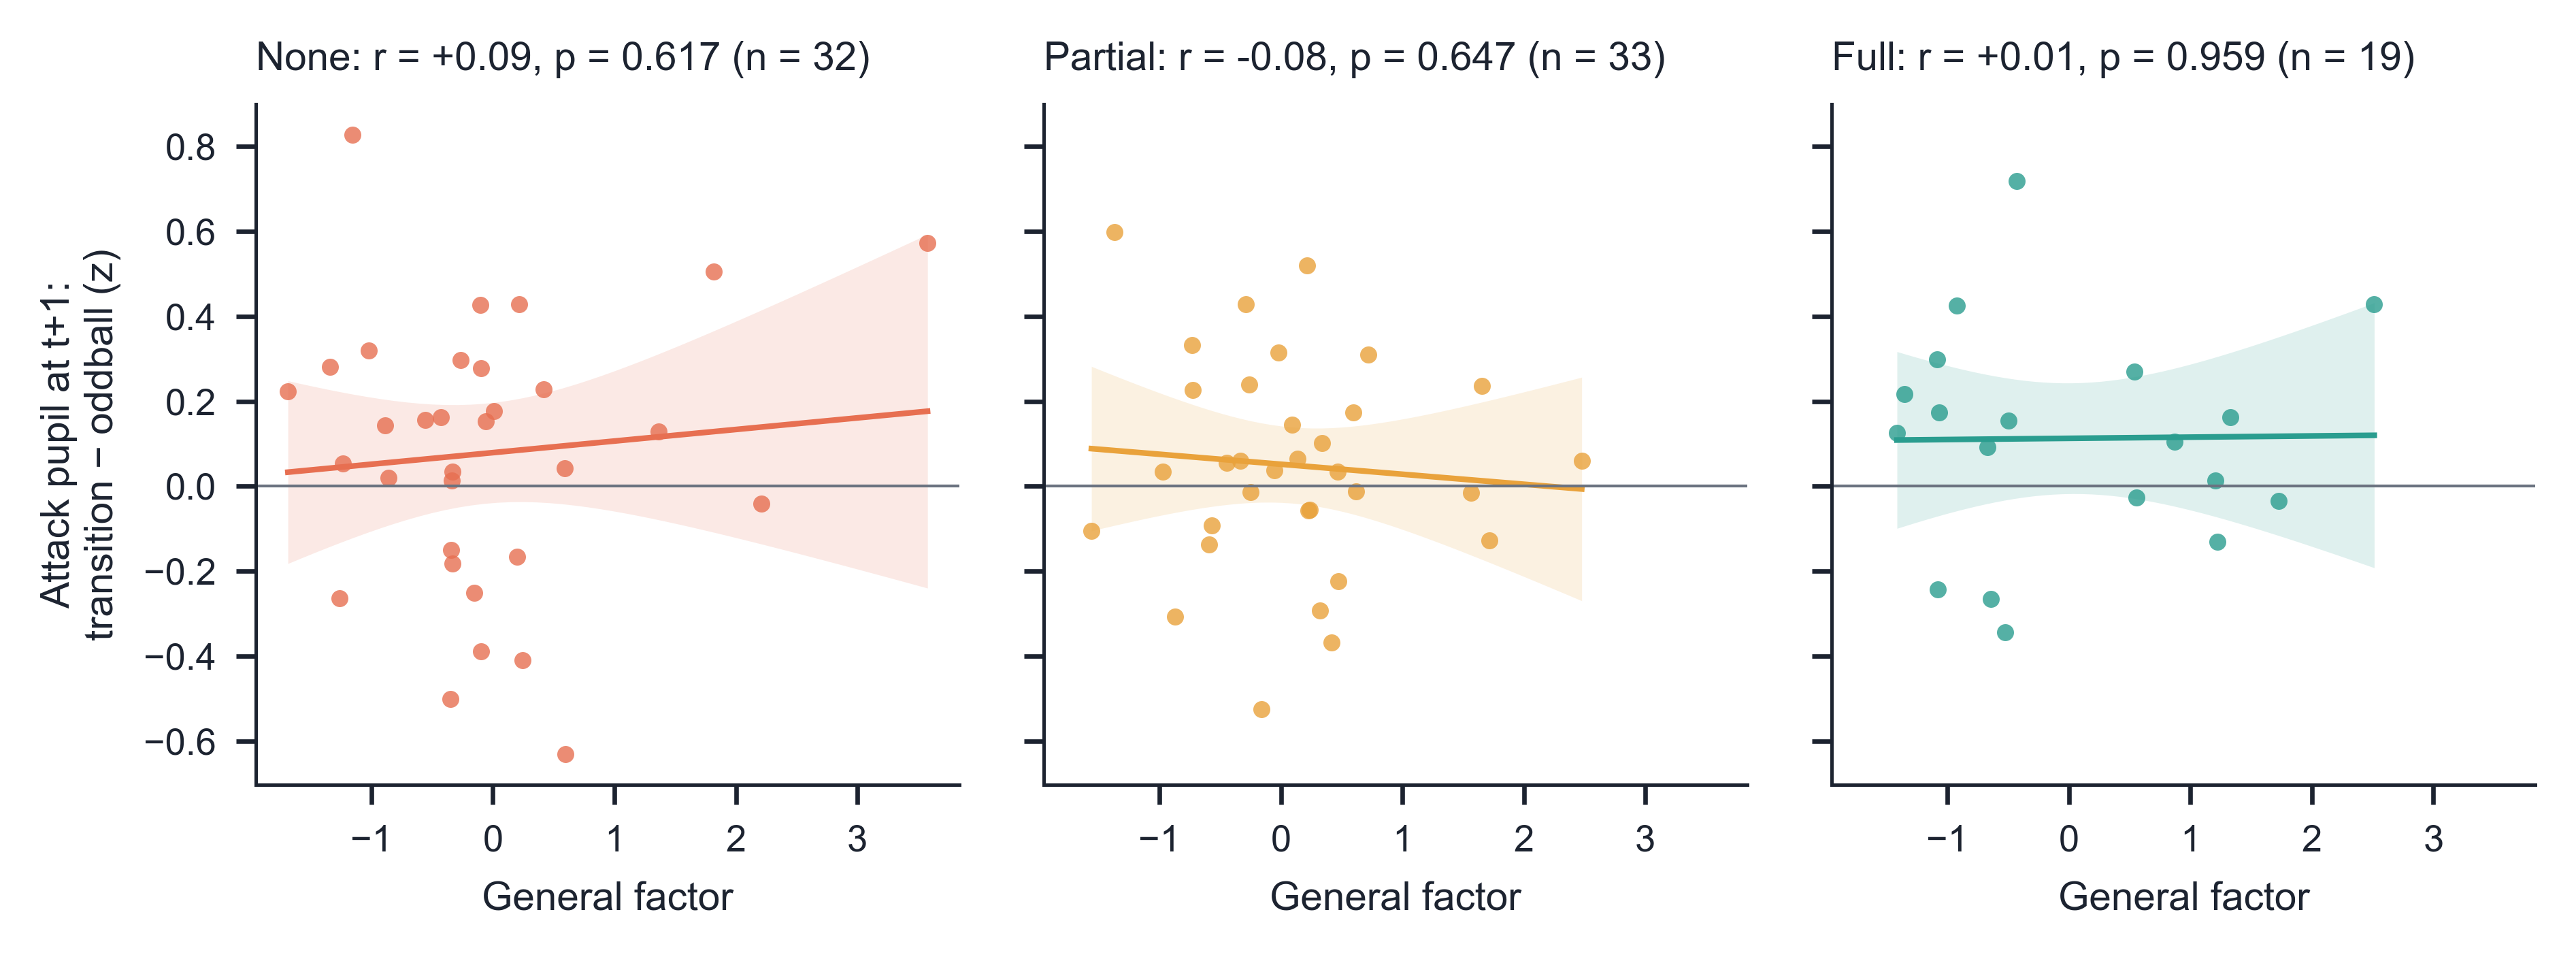 None: r = +0.09, p = 0.617 (n = 32)
Partial: r = -0.08, p = 0.647 (n = 33)
Full: r = +0.01, p = 0.959 (n = 19)
Attack pupil at t+1:
transition − oddball (z)
0.8
0.6
0.4
0.2
0.0
−0.2
−0.4
−0.6
−1 0 1 2 3
−1 0 1 2 3
−1 0 1 2 3
General factor
General factor
General factor